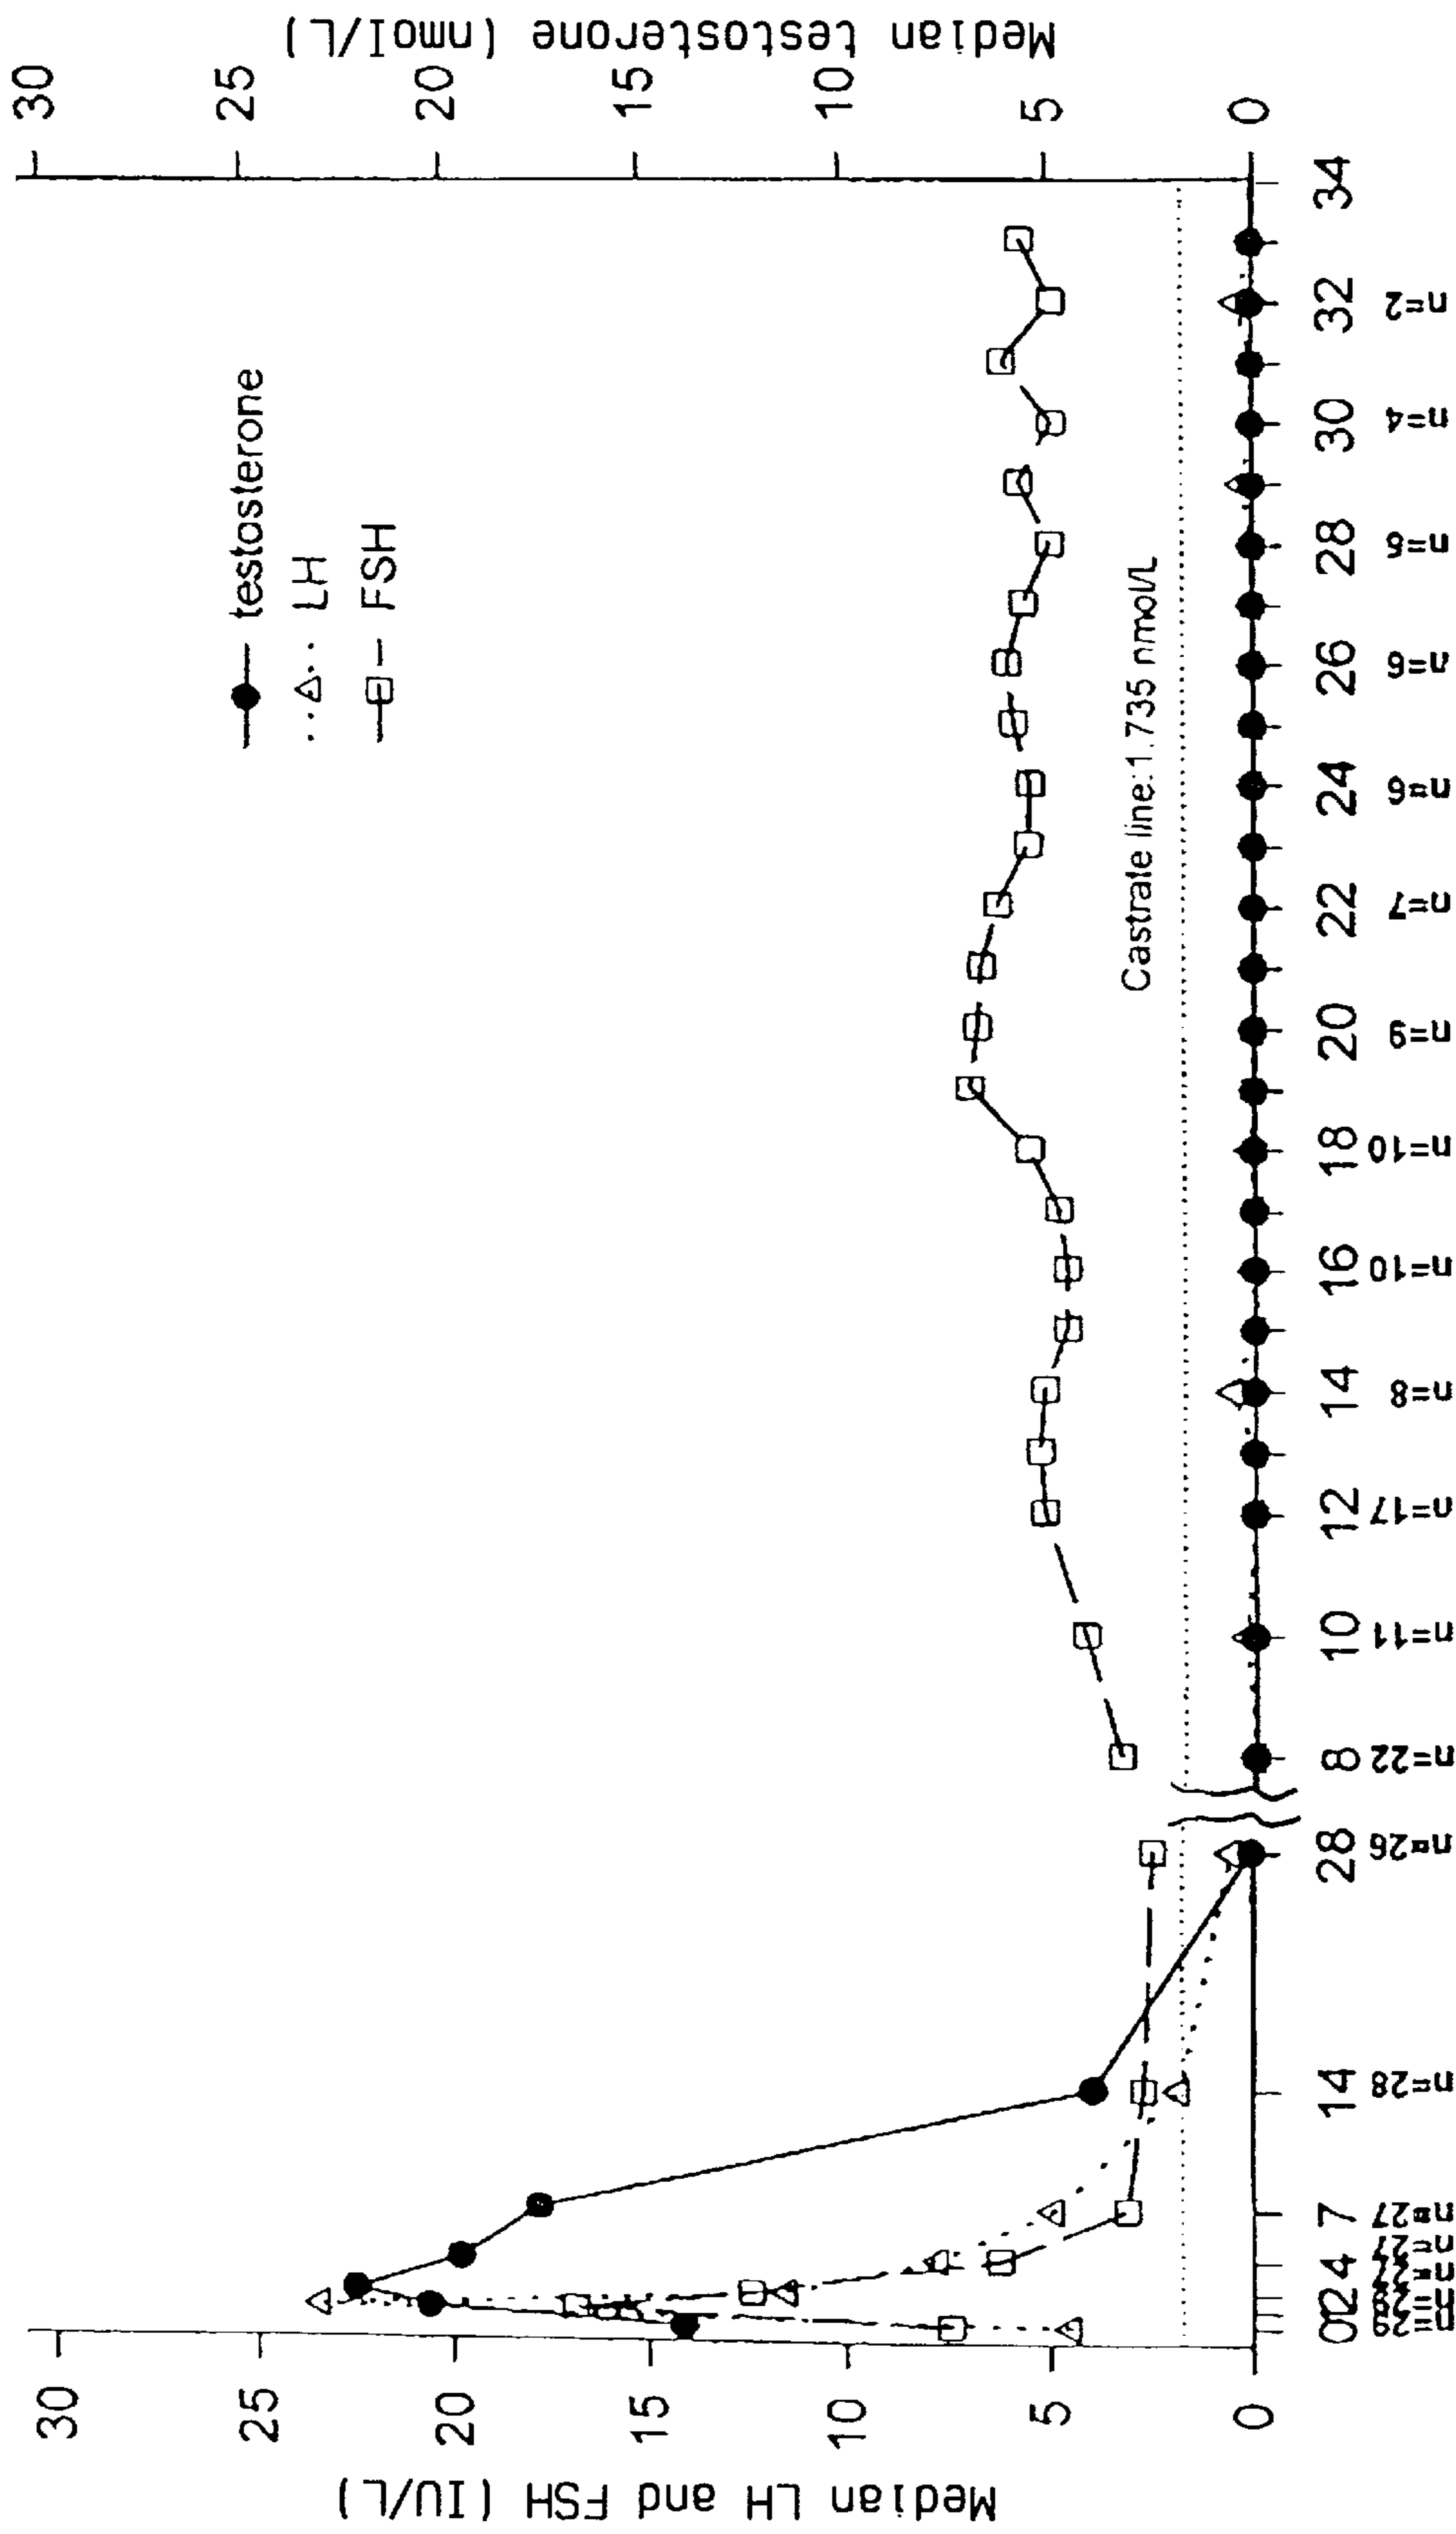 Median testosterone (nmol/L)
30
25
20
15
10
5
0
testosterone
LH
FSH
Castrate line:1.735 nmol/L
30
25
20
15
10
5
0
Median LH and FSH (IU/L)
0 2 4 7 14 28 8 10 12 14 16 18 20 22 24 26 28 30 32 34
n=29 n=27 n=27 n=28 n=26 n=22 n=11 n=17 n=8 n=10 n=10 n=9 n=7 n=6 n=6 n=4 n=2